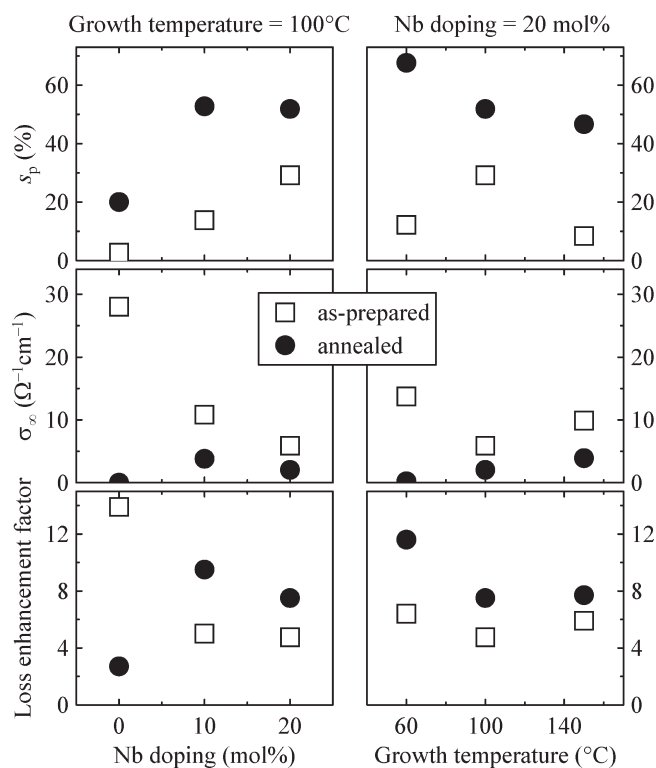 Growth temperature = 100°C
Nb doping = 20 mol%
60
40
20
0
sₚ (%)
60
40
20
0
30
20
10
0
σ∞ (Ω⁻¹cm⁻¹)
as-prepared
annealed
30
20
10
0
12
8
4
0
Loss enhancement factor
12
8
4
0
0 10 20
Nb doping (mol%)
60 100 140
Growth temperature (°C)